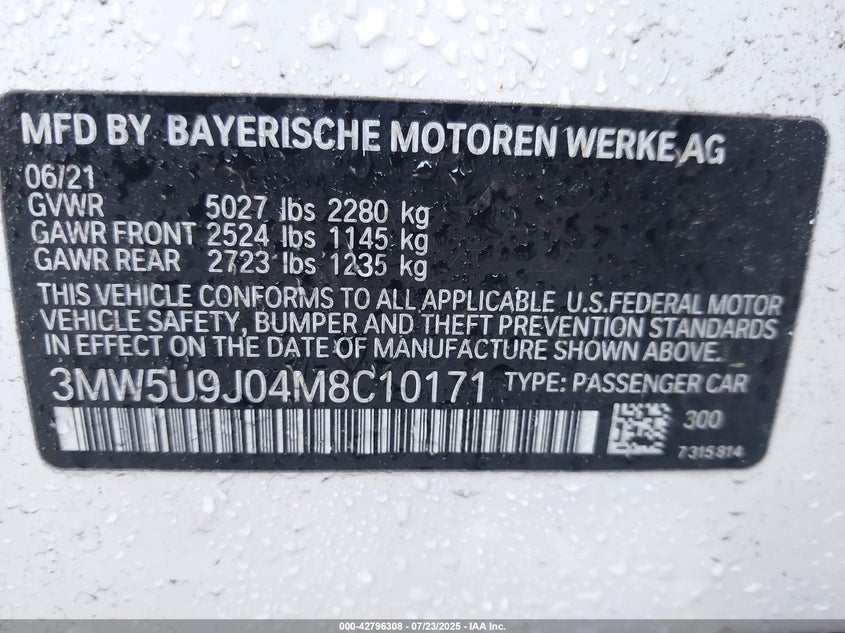 MFD BY BAYERISCHE MOTOREN WERKE AG
06/21
GVWR 5027 lbs 2280 kg
GAWR FRONT 2524 lbs 1145 kg
GAWR REAR 2723 lbs 1235 kg
THIS VEHICLE CONFORMS TO ALL APPLICABLE U.S.FEDERAL MOTOR
VEHICLE SAFETY, BUMPER AND THEFT PREVENTION STANDARDS
IN EFFECT ON THE DATE OF MANUFACTURE SHOWN ABOVE.
3MW5U9J04M8C10171 TYPE: PASSENGER CAR
300
7315814
000-42796308 | 07/23/2025 - IAA Inc.